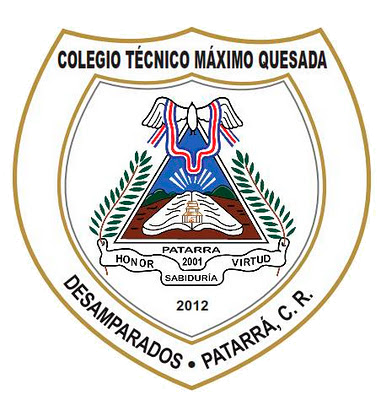 COLEGIO TÉCNICO MÁXIMO QUESADA
PATARRA
HONOR 2001 VIRTUD
SABIDURÍA
2012
DESAMPARADOS • PATARRÁ, C. R.